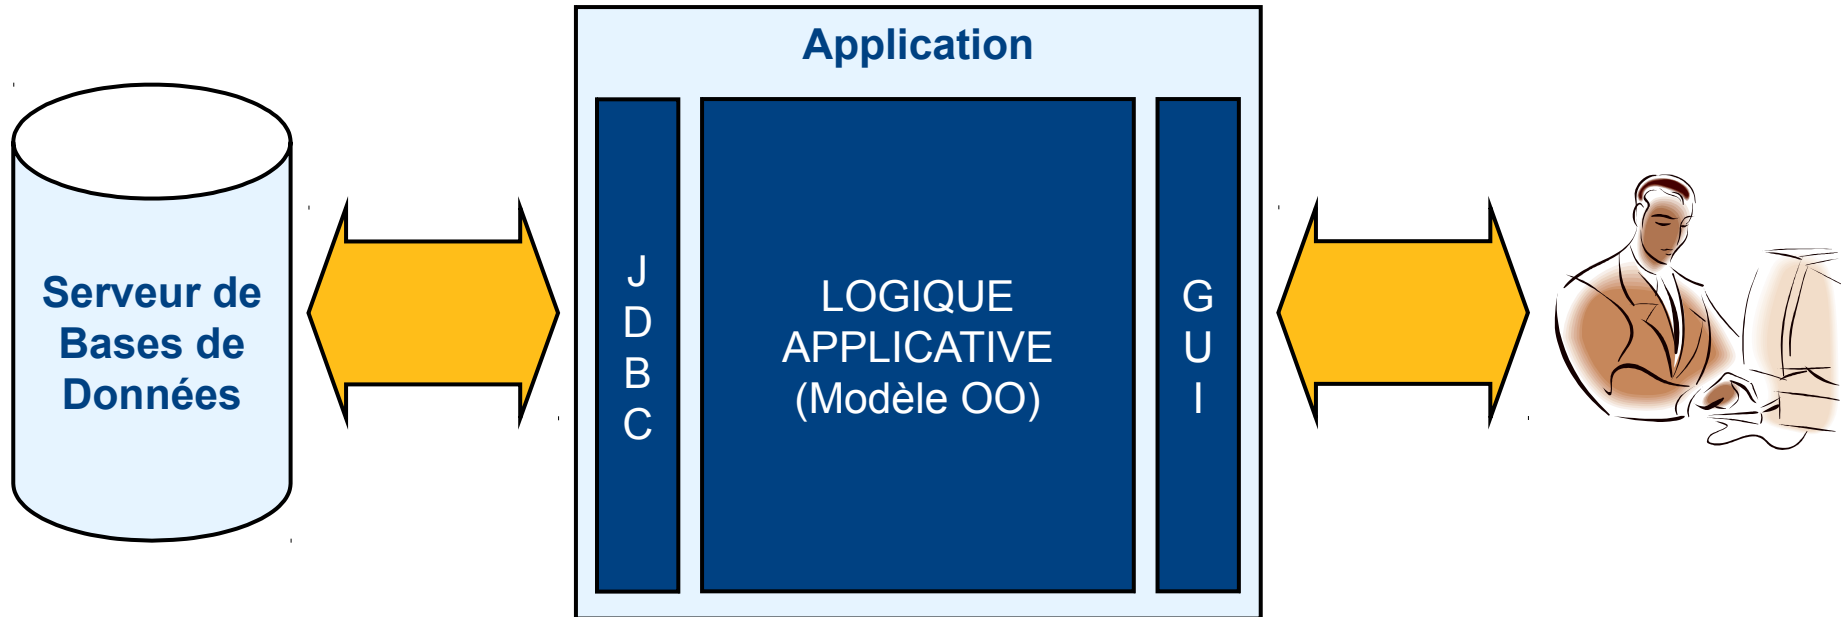 Application
Serveur de
Bases de
Données
J
D
B
C
LOGIQUE
APPLICATIVE
(Modèle OO)
G
U
I